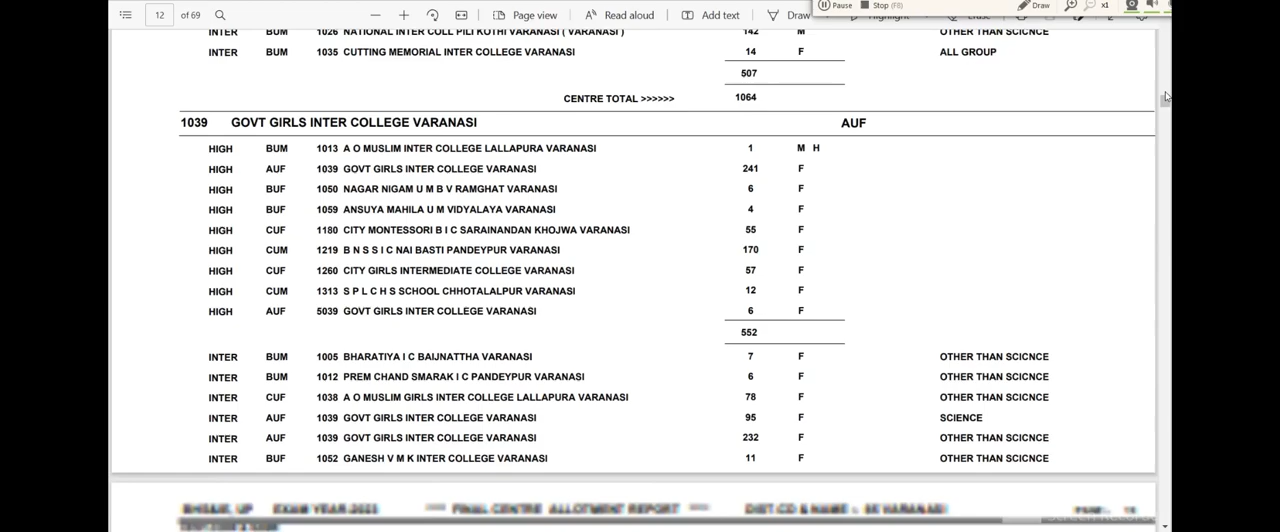 12 of 69 Page view Read aloud Add text Draw Pause Stop (F8) Draw x1
INTER BUM 1026 NATIONAL INTER COLL PILI KOTHI VARANASI ( VARANASI ) 142 M OTHER THAN SCICNCE
INTER BUM 1035 CUTTING MEMORIAL INTER COLLEGE VARANASI 14 F ALL GROUP
507
CENTRE TOTAL >>>>>> 1064
1039 GOVT GIRLS INTER COLLEGE VARANASI AUF
HIGH BUM 1013 A O MUSLIM INTER COLLEGE LALLAPURA VARANASI 1 M H
HIGH AUF 1039 GOVT GIRLS INTER COLLEGE VARANASI 241 F
HIGH BUF 1050 NAGAR NIGAM U M B V RAMGHAT VARANASI 6 F
HIGH BUF 1059 ANSUYA MAHILA U M VIDYALAYA VARANASI 4 F
HIGH CUF 1180 CITY MONTESSORI B I C SARAINANDAN KHOJWA VARANASI 55 F
HIGH CUM 1219 B N S S I C NAI BASTI PANDEYPUR VARANASI 170 F
HIGH CUF 1260 CITY GIRLS INTERMEDIATE COLLEGE VARANASI 57 F
HIGH CUM 1313 S P L C H S SCHOOL CHHOTALALPUR VARANASI 12 F
HIGH AUF 5039 GOVT GIRLS INTER COLLEGE VARANASI 6 F
552
INTER BUM 1005 BHARATIYA I C BAIJNATTHA VARANASI 7 F OTHER THAN SCICNCE
INTER BUM 1012 PREM CHAND SMARAK I C PANDEYPUR VARANASI 6 F OTHER THAN SCICNCE
INTER CUF 1038 A O MUSLIM GIRLS INTER COLLEGE LALLAPURA VARANASI 78 F OTHER THAN SCICNCE
INTER AUF 1039 GOVT GIRLS INTER COLLEGE VARANASI 95 F SCIENCE
INTER AUF 1039 GOVT GIRLS INTER COLLEGE VARANASI 232 F OTHER THAN SCICNCE
INTER BUF 1052 GANESH V M K INTER COLLEGE VARANASI 11 F OTHER THAN SCICNCE
FINAL CENTRE ALLOTMENT REPORT